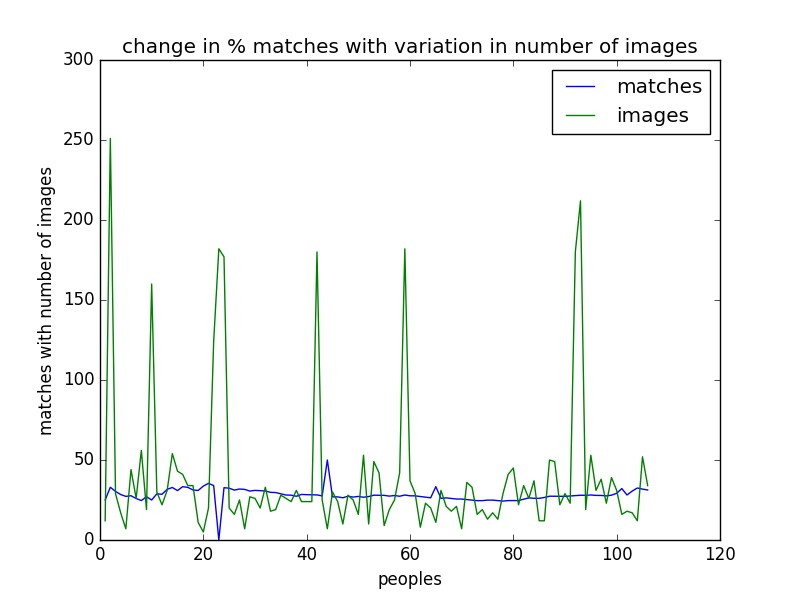 change in % matches with variation in number of images
matches
images
300
250
200
150
100
50
0
matches with number of images
0 20 40 60 80 100 120
peoples